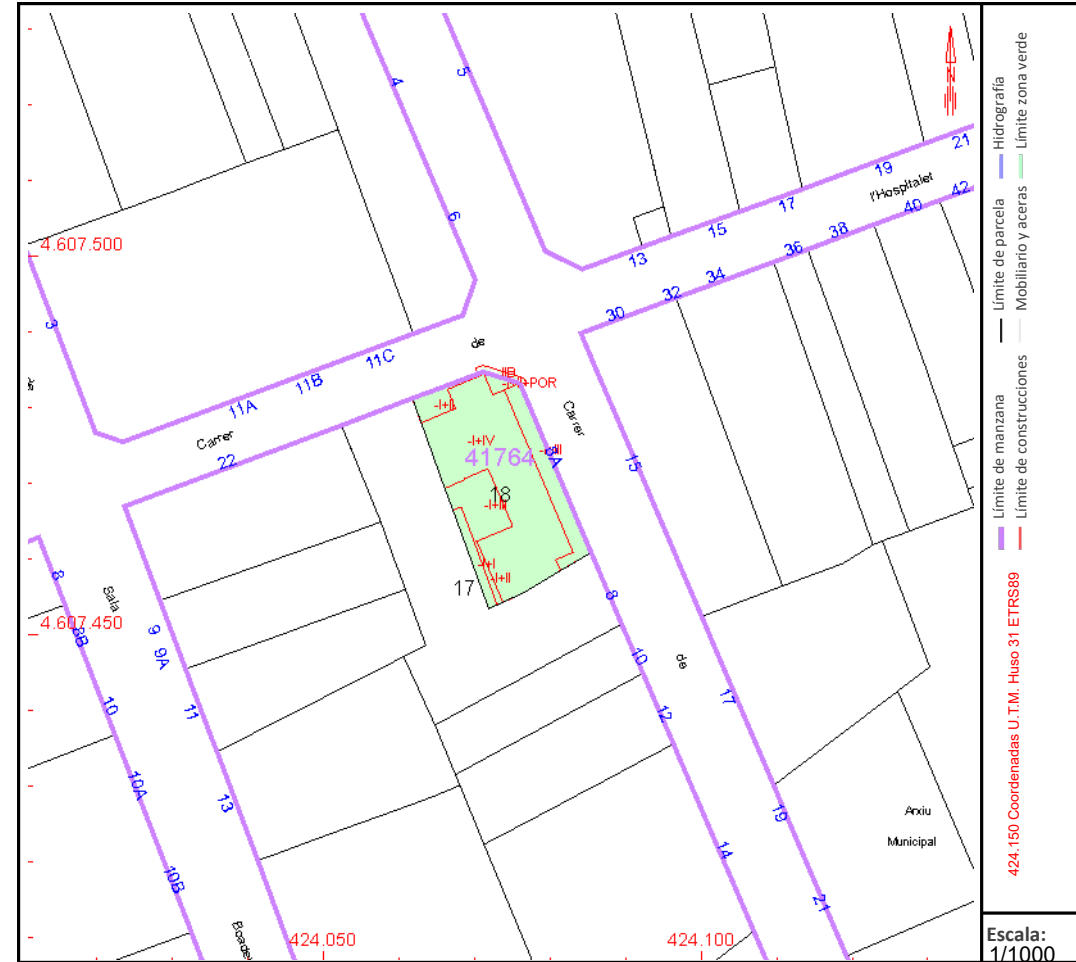 4
5
21
19
l'Hospitalet
42
6
17
40
15
38
4.607.500
36
13
34
32
30
3
de
11C
11B
IIB
-I+POR
11A
-I+II
Carrer
Carrer
-I+IV
22
41764
8A
15
18
-I+III
-I+I
-I+II
8
17
8
Sala
4.607.450
8B
9
9A
10
de
10
11
12
17
10A
13
19
Arxiu
14
Municipal
10B
21
424.050
424.100
N
Límite de manzana
Límite de parcela
Hidrografía
Límite de construcciones
Mobiliario y aceras
Límite zona verde
424.150 Coordenadas U.T.M. Huso 31 ETRS89
Escala:
1/1000